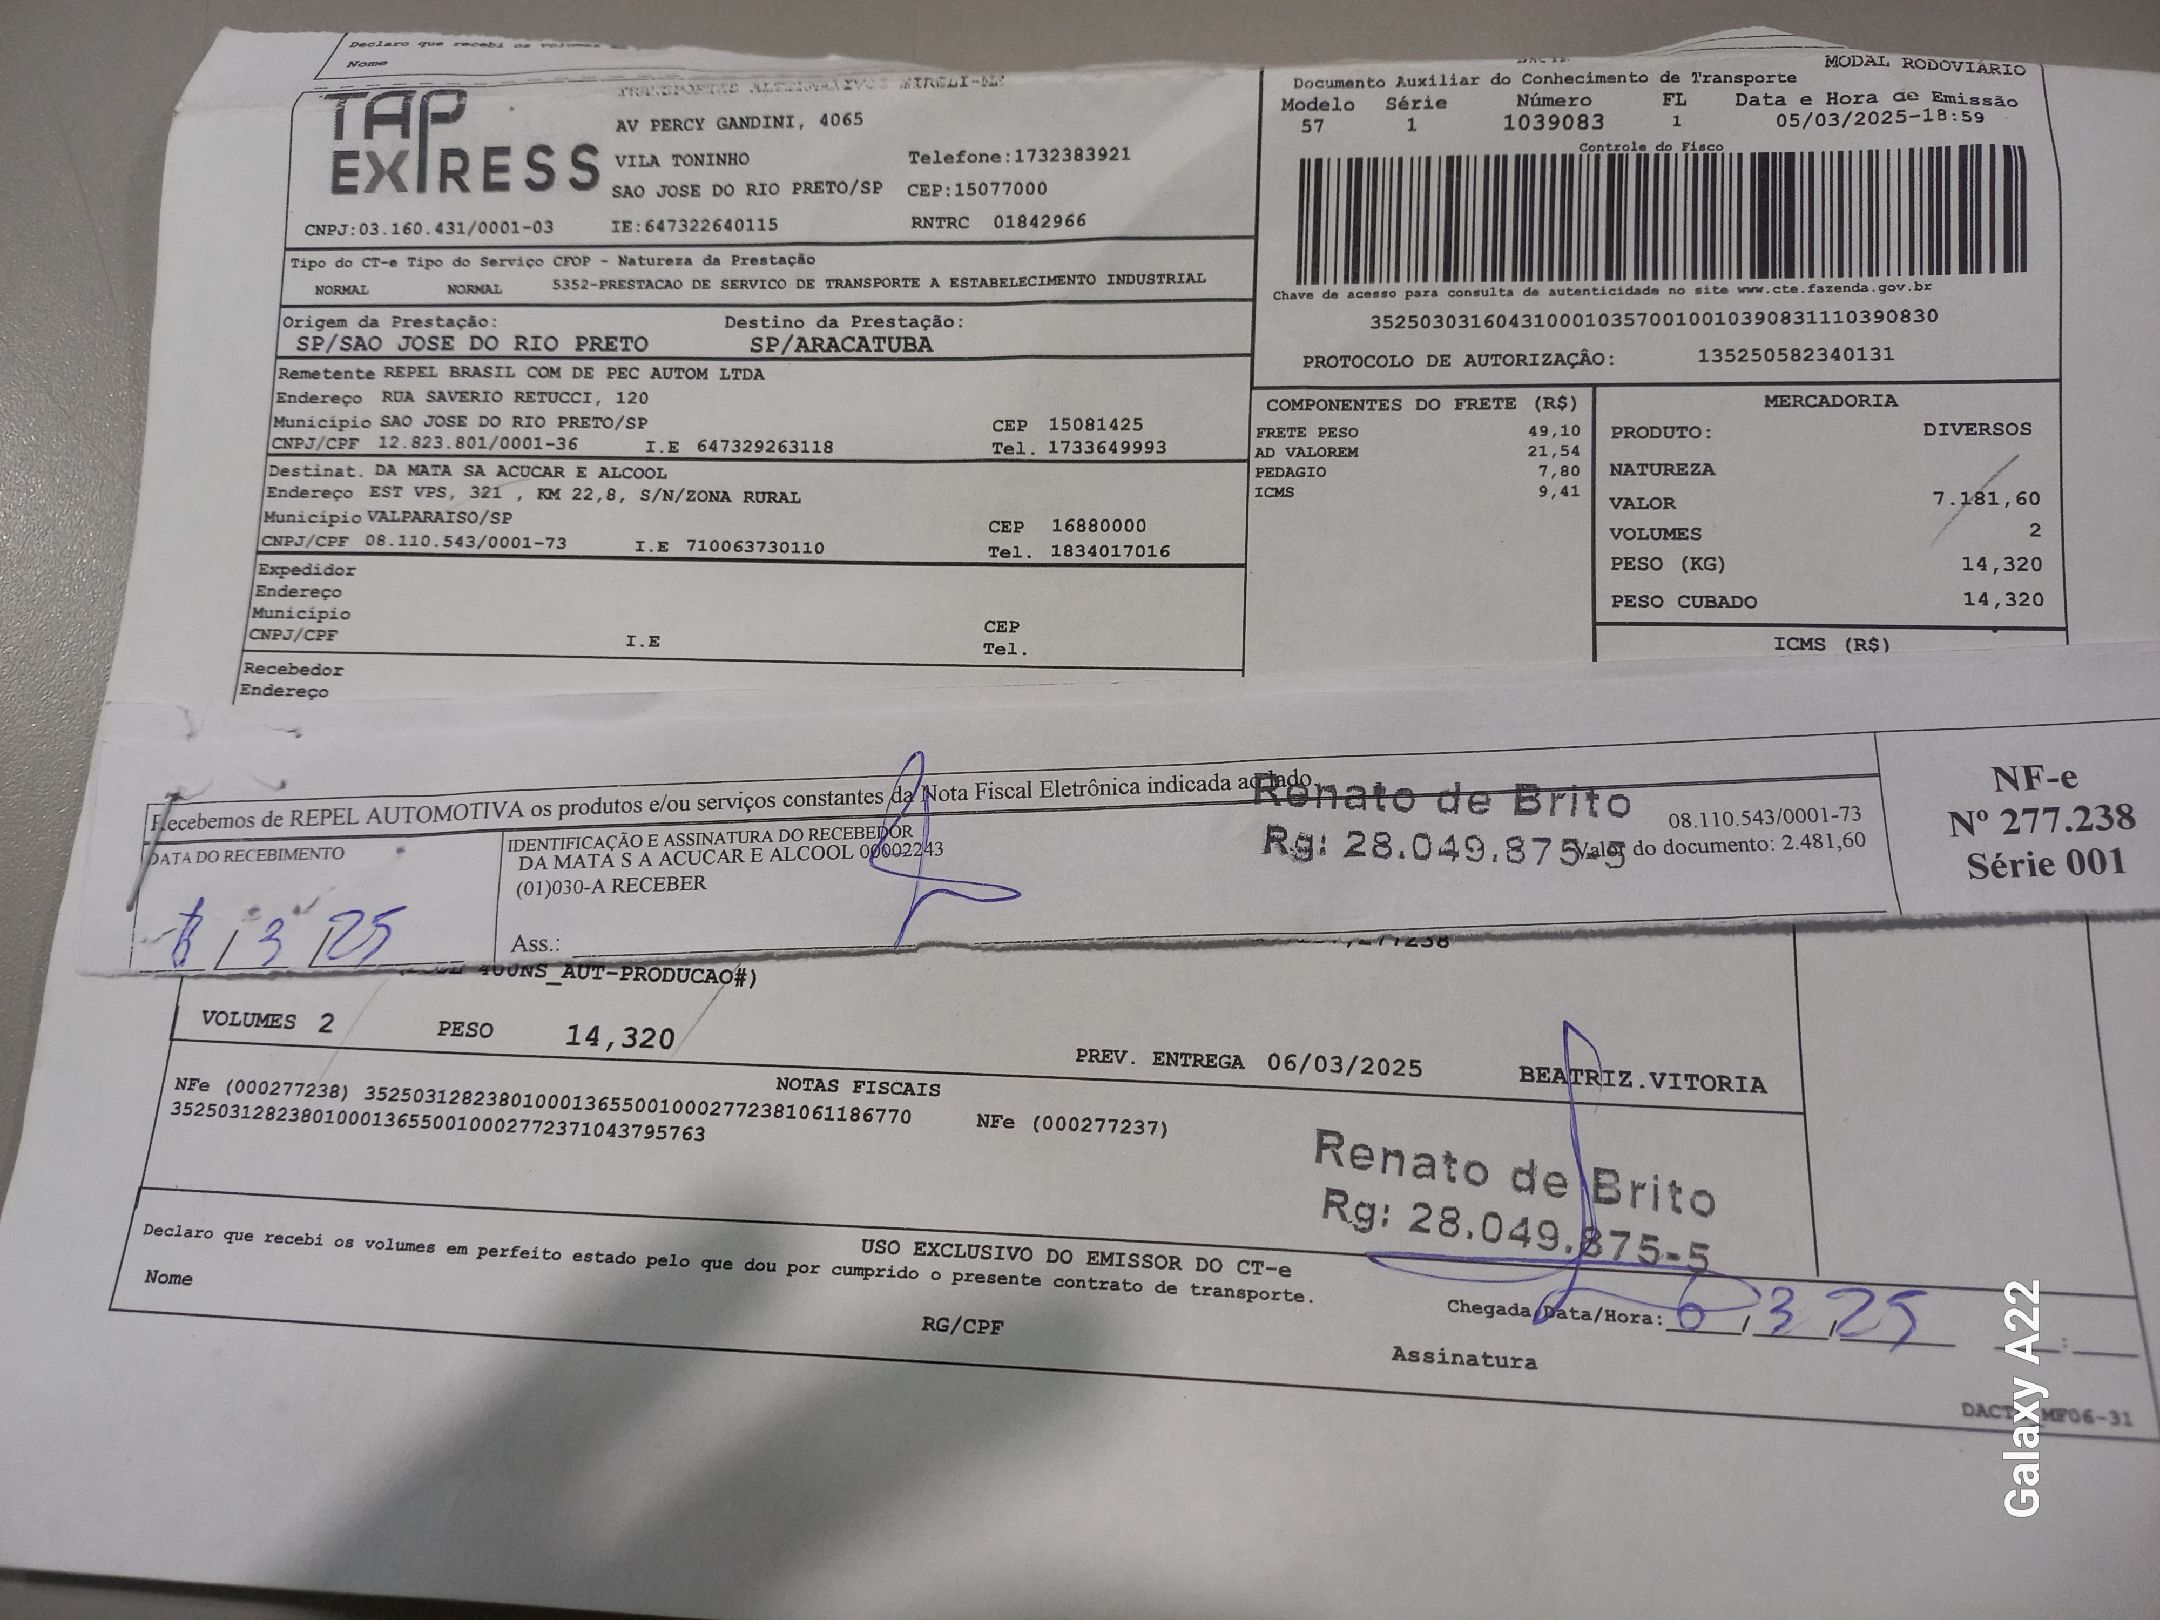 Declaro que recebi os volumes
Nome
TAP EXPRESS
TRANSPORTES ALTERNATIVOS EIRELI-ME
AV PERCY GANDINI, 4065
VILA TONINHO Telefone:1732383921
SAO JOSE DO RIO PRETO/SP CEP:15077000
CNPJ:03.160.431/0001-03 IE:647322640115 RNTRC 01842966
MODAL RODOVIÁRIO
Documento Auxiliar do Conhecimento de Transporte
Modelo Série Número FL Data e Hora de Emissão
57 1 1039083 1 05/03/2025-18:59
Controle do Fisco
Chave de acesso para consulta de autenticidade no site www.cte.fazenda.gov.br
35250303160431000103570010010390831110390830
PROTOCOLO DE AUTORIZAÇÃO: 135250582340131
Tipo do CT-e Tipo do Serviço CFOP - Natureza da Prestação
NORMAL NORMAL 5352-PRESTACAO DE SERVICO DE TRANSPORTE A ESTABELECIMENTO INDUSTRIAL
Origem da Prestação: Destino da Prestação:
SP/SAO JOSE DO RIO PRETO SP/ARACATUBA
Remetente REPEL BRASIL COM DE PEC AUTOM LTDA
Endereço RUA SAVERIO RETUCCI, 120
Município SAO JOSE DO RIO PRETO/SP CEP 15081425
CNPJ/CPF 12.823.801/0001-36 I.E 647329263118 Tel. 1733649993
Destinat. DA MATA SA ACUCAR E ALCOOL
Endereço EST VPS, 321 , KM 22,8, S/N/ZONA RURAL
Município VALPARAISO/SP CEP 16880000
CNPJ/CPF 08.110.543/0001-73 I.E 710063730110 Tel. 1834017016
Expedidor
Endereço
Município CEP
CNPJ/CPF I.E Tel.
Recebedor
Endereço
COMPONENTES DO FRETE (R$)
FRETE PESO 49,10
AD VALOREM 21,54
PEDAGIO 7,80
ICMS 9,41
MERCADORIA
PRODUTO: DIVERSOS
NATUREZA
VALOR 7.181,60
VOLUMES 2
PESO (KG) 14,320
PESO CUBADO 14,320
ICMS (R$)
Recebemos de REPEL AUTOMOTIVA os produtos e/ou serviços constantes da Nota Fiscal Eletrônica indicada ao lado
DATA DO RECEBIMENTO
/3/25
IDENTIFICAÇÃO E ASSINATURA DO RECEBEDOR
DA MATA S A ACUCAR E ALCOOL 00002243
(01)030-A RECEBER
Ass.:
Renato de Brito
Rg: 28.049.875-5
08.110.543/0001-73
Valor do documento: 2.481,60
NF-e
Nº 277.238
Série 001
400NS_AUT-PRODUCAO#)
VOLUMES 2 PESO 14,320 PREV. ENTREGA 06/03/2025 BEATRIZ.VITORIA
NOTAS FISCAIS
NFe (000277238) 35250312823801000136550010002772381061186770 NFe (000277237)
35250312823801000136550010002772371043795763
Renato de Brito
Rg: 28.049.875-5
USO EXCLUSIVO DO EMISSOR DO CT-e
Declaro que recebi os volumes em perfeito estado pelo que dou por cumprido o presente contrato de transporte.
Nome RG/CPF
Chegada Data/Hora: 6/3/25 :
Assinatura
DACTE MF06-31
Galaxy A22